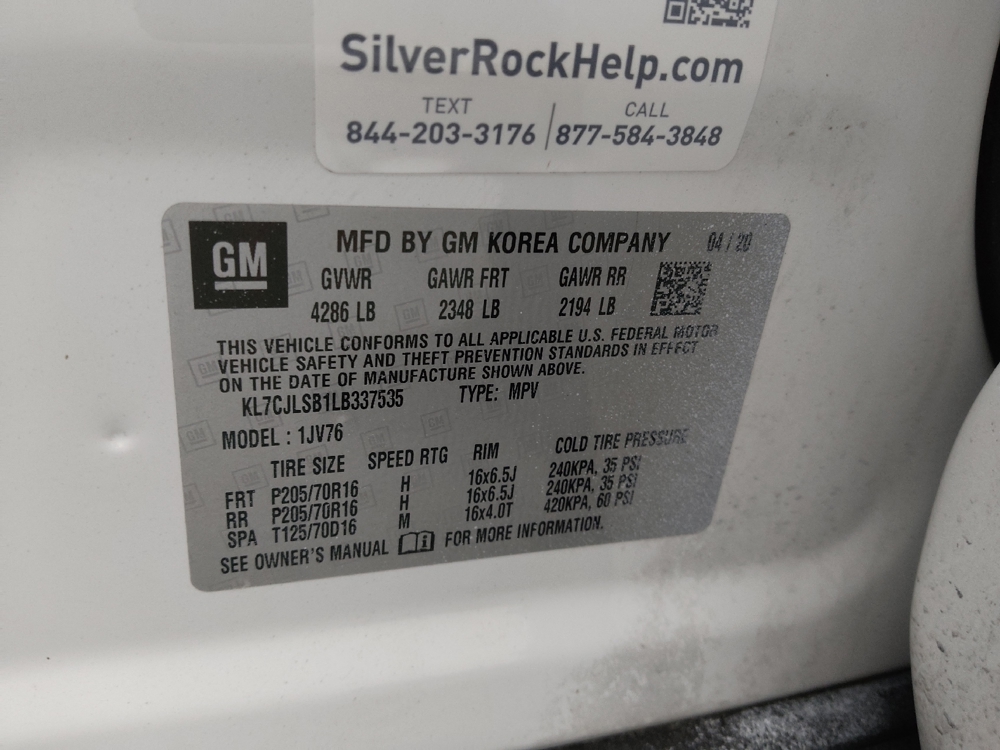 SilverRockHelp.com
TEXT CALL
844-203-3176 877-584-3848
GM MFD BY GM KOREA COMPANY 04 / 20
GVWR GAWR FRT GAWR RR
4286 LB 2348 LB 2194 LB
THIS VEHICLE CONFORMS TO ALL APPLICABLE U.S. FEDERAL MOTOR
VEHICLE SAFETY AND THEFT PREVENTION STANDARDS IN EFFECT
ON THE DATE OF MANUFACTURE SHOWN ABOVE.
KL7CJLSB1LB337535 TYPE: MPV
MODEL : 1JV76
TIRE SIZE SPEED RTG RIM COLD TIRE PRESSURE
FRT P205/70R16 H 16x6.5J 240KPA, 35 PSI
RR P205/70R16 H 16x6.5J 240KPA, 35 PSI
SPA T125/70D16 M 16x4.0T 420KPA, 60 PSI
SEE OWNER'S MANUAL FOR MORE INFORMATION.